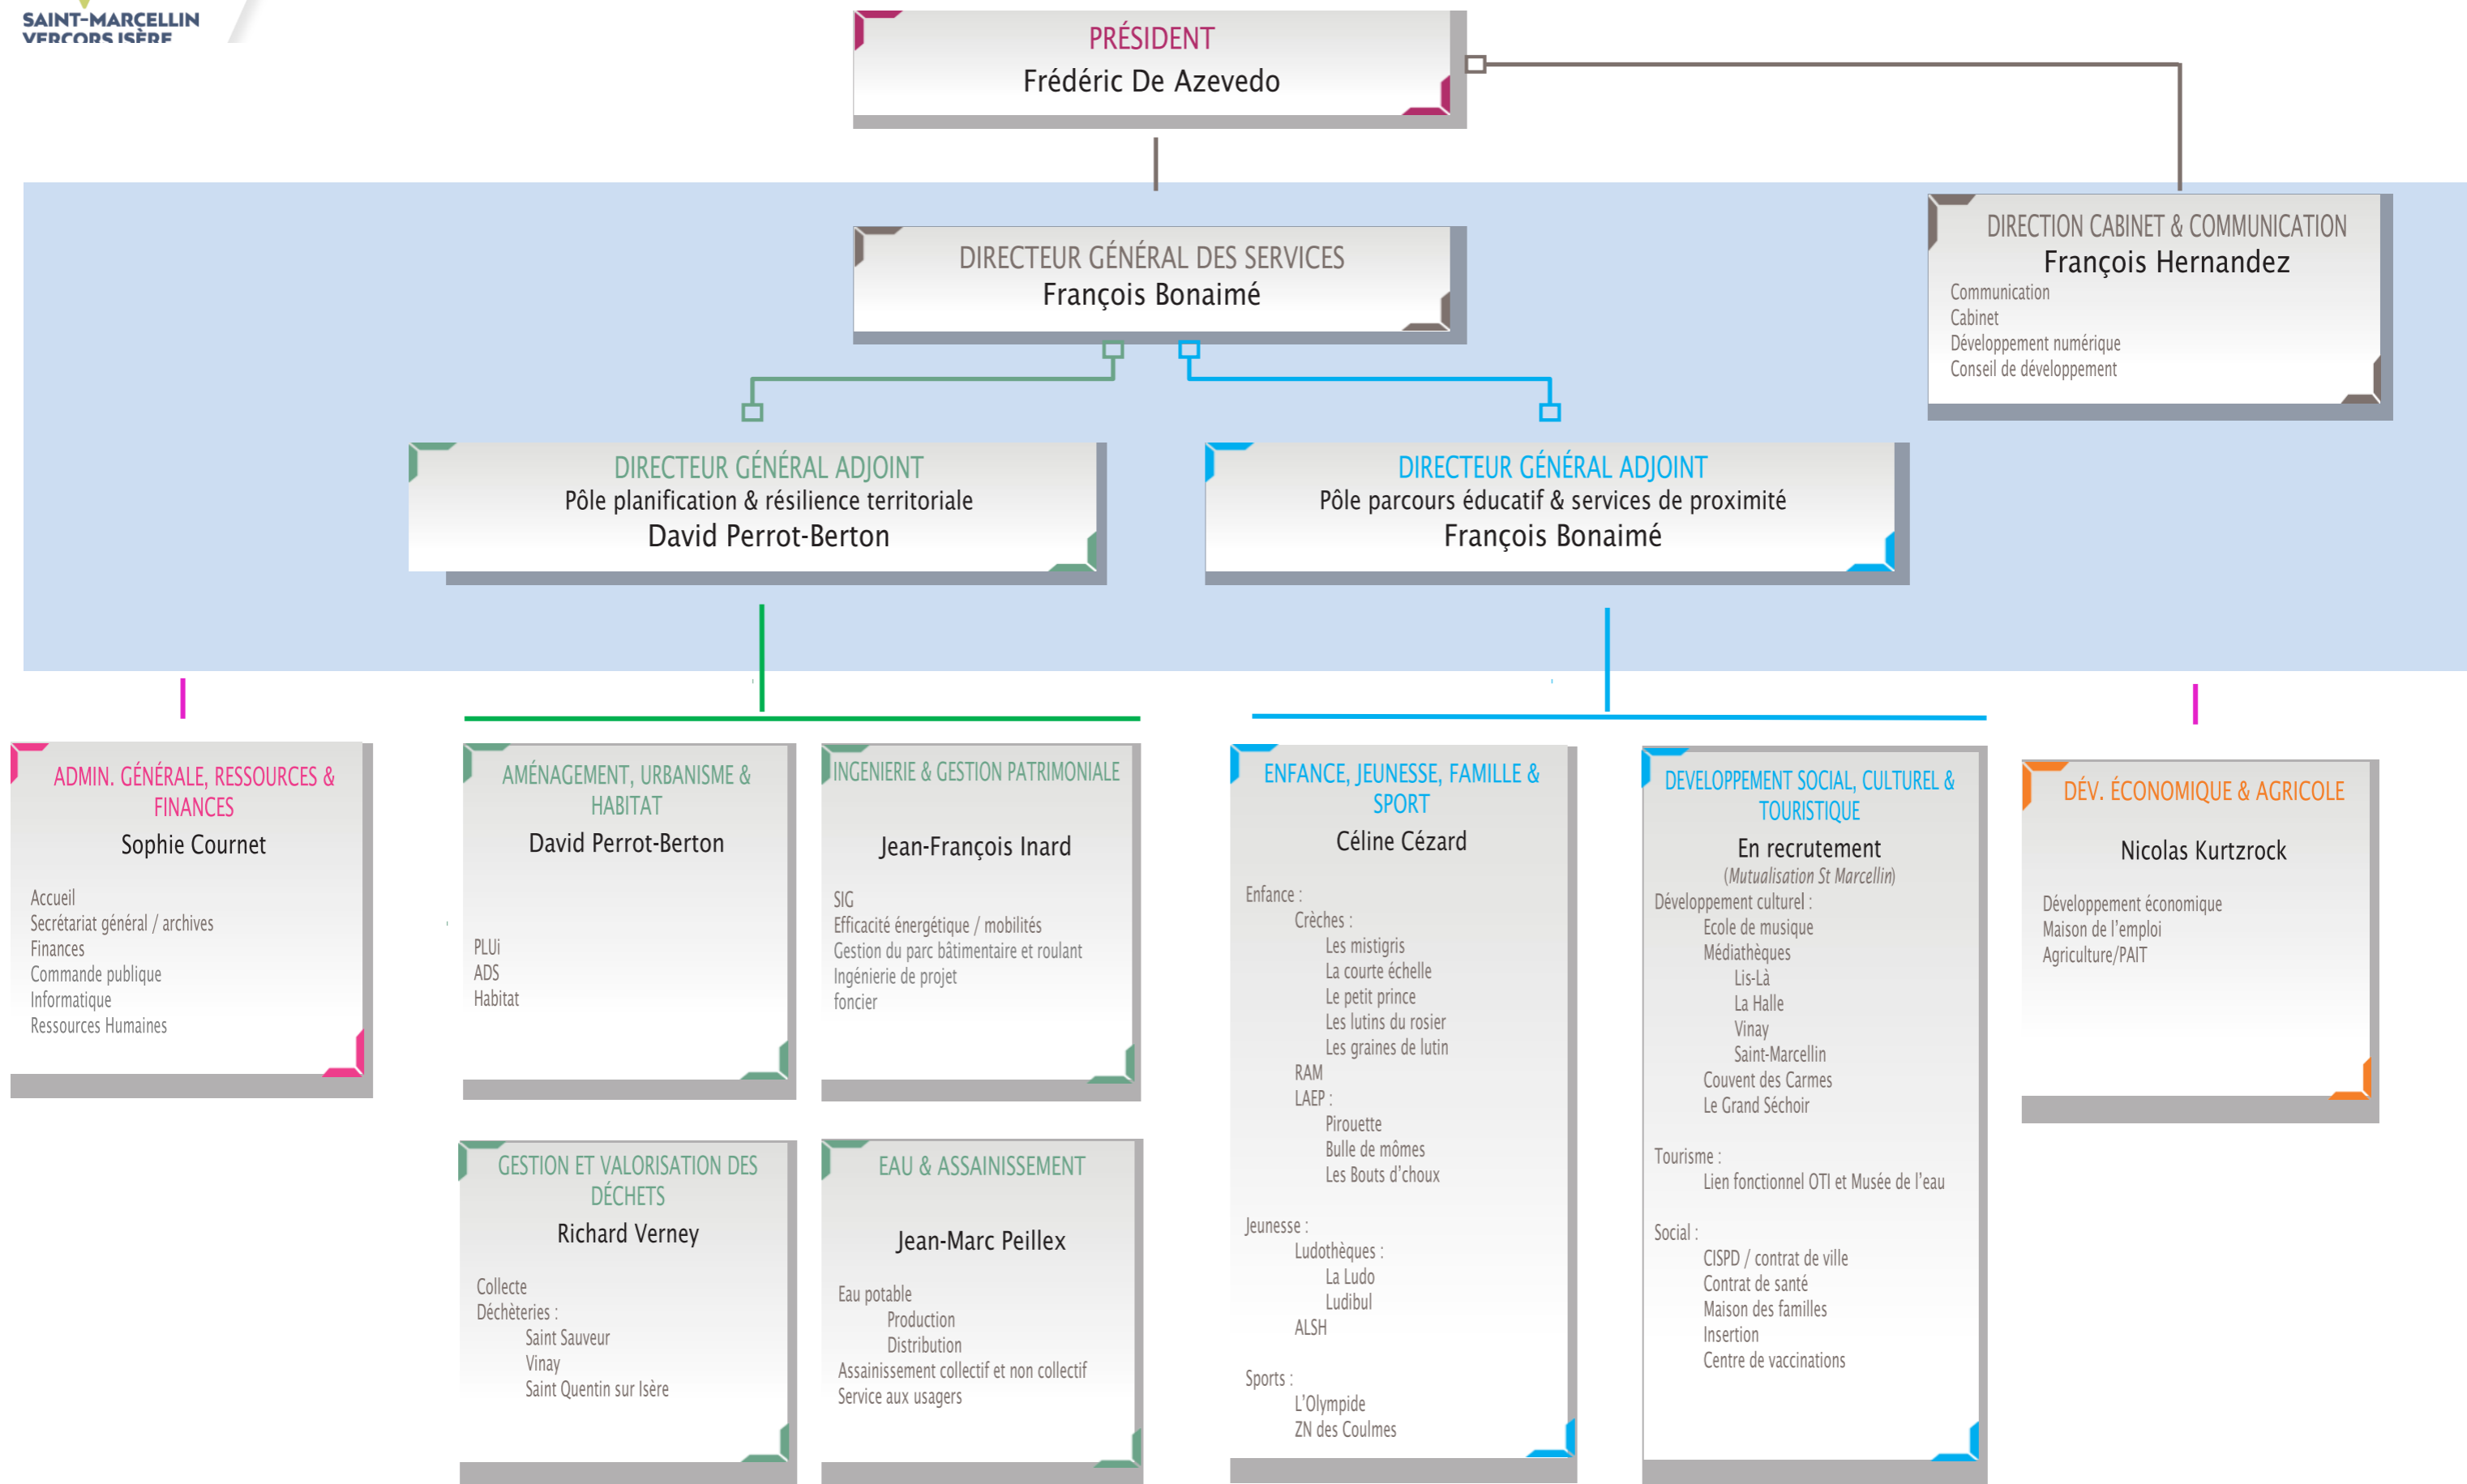 SAINT-MARCELLIN
VERCORS ISÈRE
PRÉSIDENT
Frédéric De Azevedo
DIRECTEUR GÉNÉRAL DES SERVICES
François Bonaimé
DIRECTION CABINET & COMMUNICATION
François Hernandez
Communication
Cabinet
Développement numérique
Conseil de développement
DIRECTEUR GÉNÉRAL ADJOINT
Pôle planification & résilience territoriale
David Perrot-Berton
DIRECTEUR GÉNÉRAL ADJOINT
Pôle parcours éducatif & services de proximité
François Bonaimé
ADMIN. GÉNÉRALE, RESSOURCES &
FINANCES
Sophie Cournet
Accueil
Secrétariat général / archives
Finances
Commande publique
Informatique
Ressources Humaines
AMÉNAGEMENT, URBANISME &
HABITAT
David Perrot-Berton
PLUi
ADS
Habitat
INGENIERIE & GESTION PATRIMONIALE
Jean-François Inard
SIG
Efficacité énergétique / mobilités
Gestion du parc bâtimentaire et roulant
Ingénierie de projet
foncier
GESTION ET VALORISATION DES
DÉCHETS
Richard Verney
Collecte
Déchèteries :
Saint Sauveur
Vinay
Saint Quentin sur Isère
EAU & ASSAINISSEMENT
Jean-Marc Peillex
Eau potable
Production
Distribution
Assainissement collectif et non collectif
Service aux usagers
ENFANCE, JEUNESSE, FAMILLE &
SPORT
Céline Cézard
Enfance :
Crèches :
Les mistigris
La courte échelle
Le petit prince
Les lutins du rosier
Les graines de lutin
RAM
LAEP :
Pirouette
Bulle de mômes
Les Bouts d'choux
Jeunesse :
Ludothèques :
La Ludo
Ludibul
ALSH
Sports :
L'Olympide
ZN des Coulmes
DEVELOPPEMENT SOCIAL, CULTUREL &
TOURISTIQUE
En recrutement
(Mutualisation St Marcellin)
Développement culturel :
Ecole de musique
Médiathèques
Lis-Là
La Halle
Vinay
Saint-Marcellin
Couvent des Carmes
Le Grand Séchoir
Tourisme :
Lien fonctionnel OTI et Musée de l'eau
Social :
CISPD / contrat de ville
Contrat de santé
Maison des familles
Insertion
Centre de vaccinations
DÉV. ÉCONOMIQUE & AGRICOLE
Nicolas Kurtzrock
Développement économique
Maison de l'emploi
Agriculture/PAIT